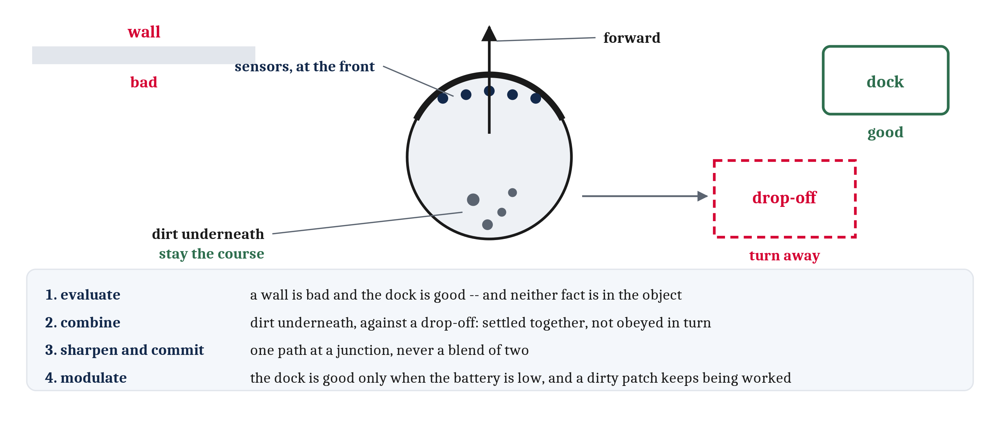 wall
forward
sensors, at the front
bad
dock
good
drop-off
dirt underneath
stay the course
turn away
1. evaluate a wall is bad and the dock is good -- and neither fact is in the object
2. combine dirt underneath, against a drop-off: settled together, not obeyed in turn
3. sharpen and commit one path at a junction, never a blend of two
4. modulate the dock is good only when the battery is low, and a dirty patch keeps being worked